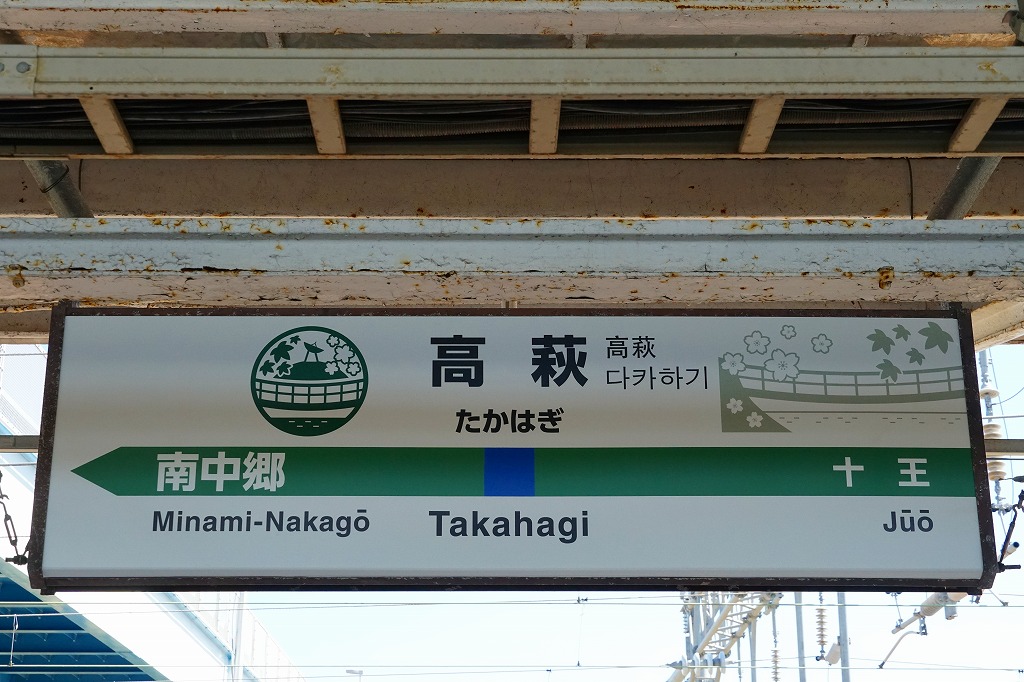 高萩
高萩
다카하기
たかはぎ
南中郷 十王
Minami-Nakagō Takahagi Jūō